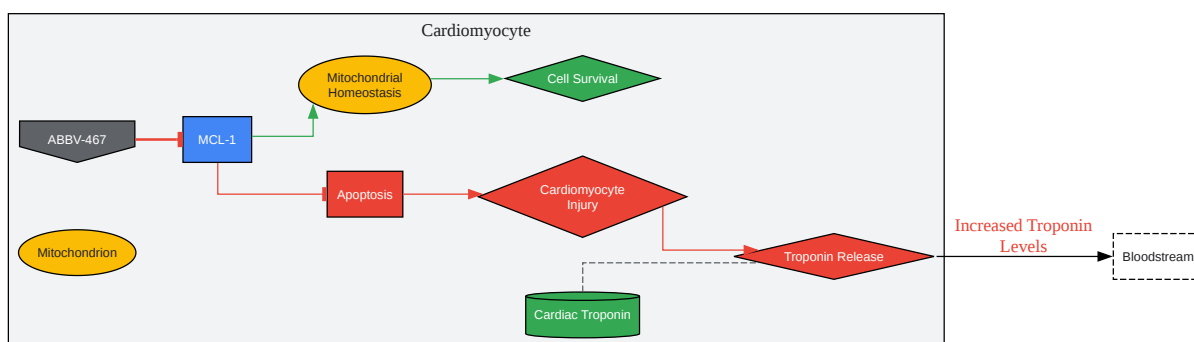 Cardiomyocyte
Mitochondrial
Homeostasis
Cell Survival
ABBV-467
MCL-1
Apoptosis
Cardiomyocyte
Injury
Mitochondrion
Increased Troponin
Levels
Troponin Release
Bloodstream
Cardiac Troponin